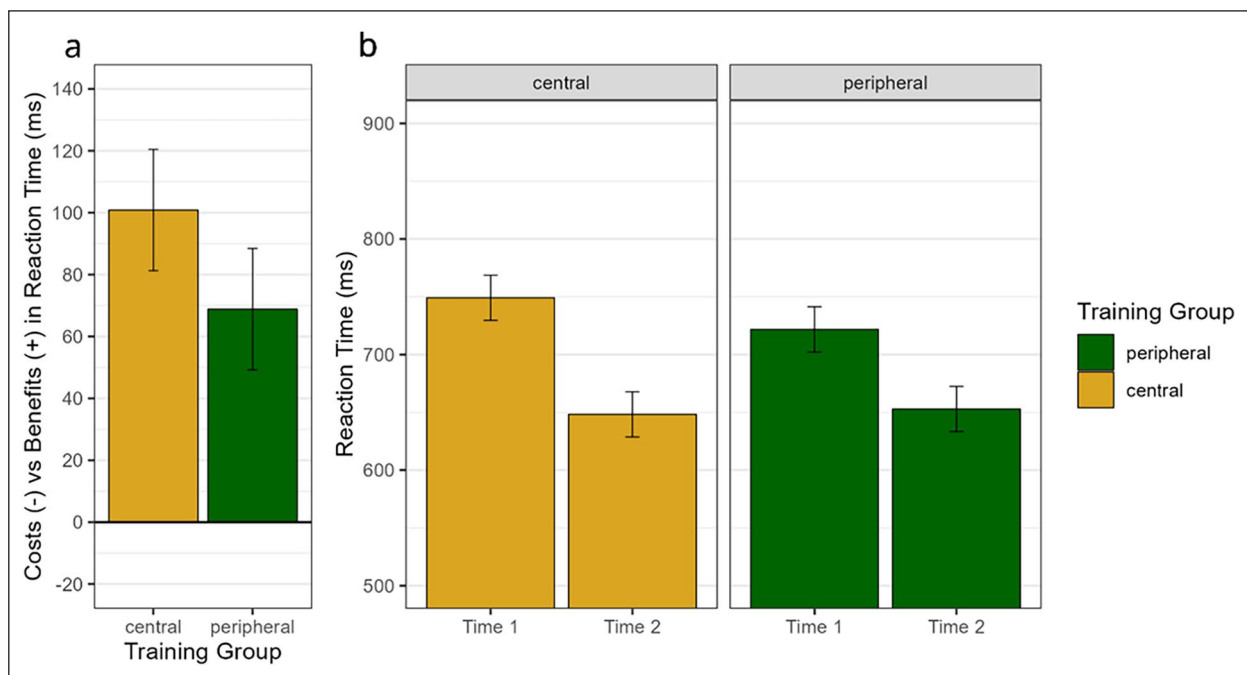 a
Costs (-) vs Benefits (+) in Reaction Time (ms)
140
120
100
80
60
40
20
0
-20
central peripheral
Training Group
b
central peripheral
Reaction Time (ms)
900
800
700
600
500
Time 1 Time 2 Time 1 Time 2
Training Group
peripheral
central